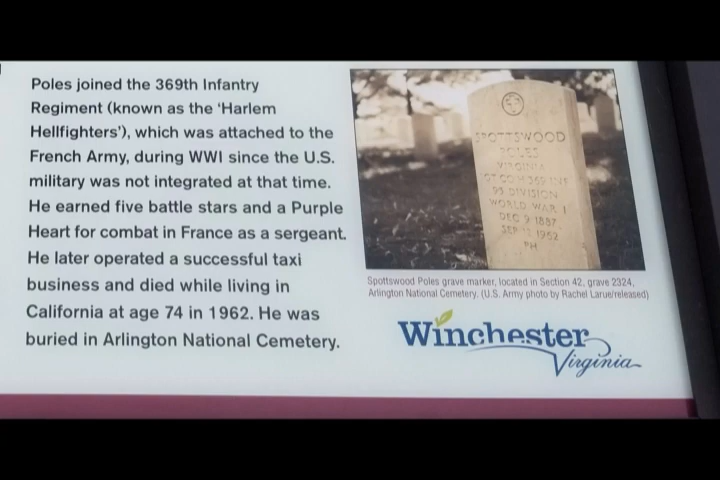 Poles joined the 369th Infantry
Regiment (known as the ‘Harlem
Hellfighters’), which was attached to the
French Army, during WWI since the U.S.
military was not integrated at that time.
He earned five battle stars and a Purple
Heart for combat in France as a sergeant.
He later operated a successful taxi
business and died while living in
California at age 74 in 1962. He was
buried in Arlington National Cemetery.
SPOTTSWOOD
POLES
VIRGINIA
369 INF
93 DIVISION
WORLD WAR I
DEC 9 1887
1962
PH
Spottswood Poles grave marker, located in Section 42, grave 2324,
Arlington National Cemetery. (U.S. Army photo by Rachel Larue/released)
Winchester
Virginia